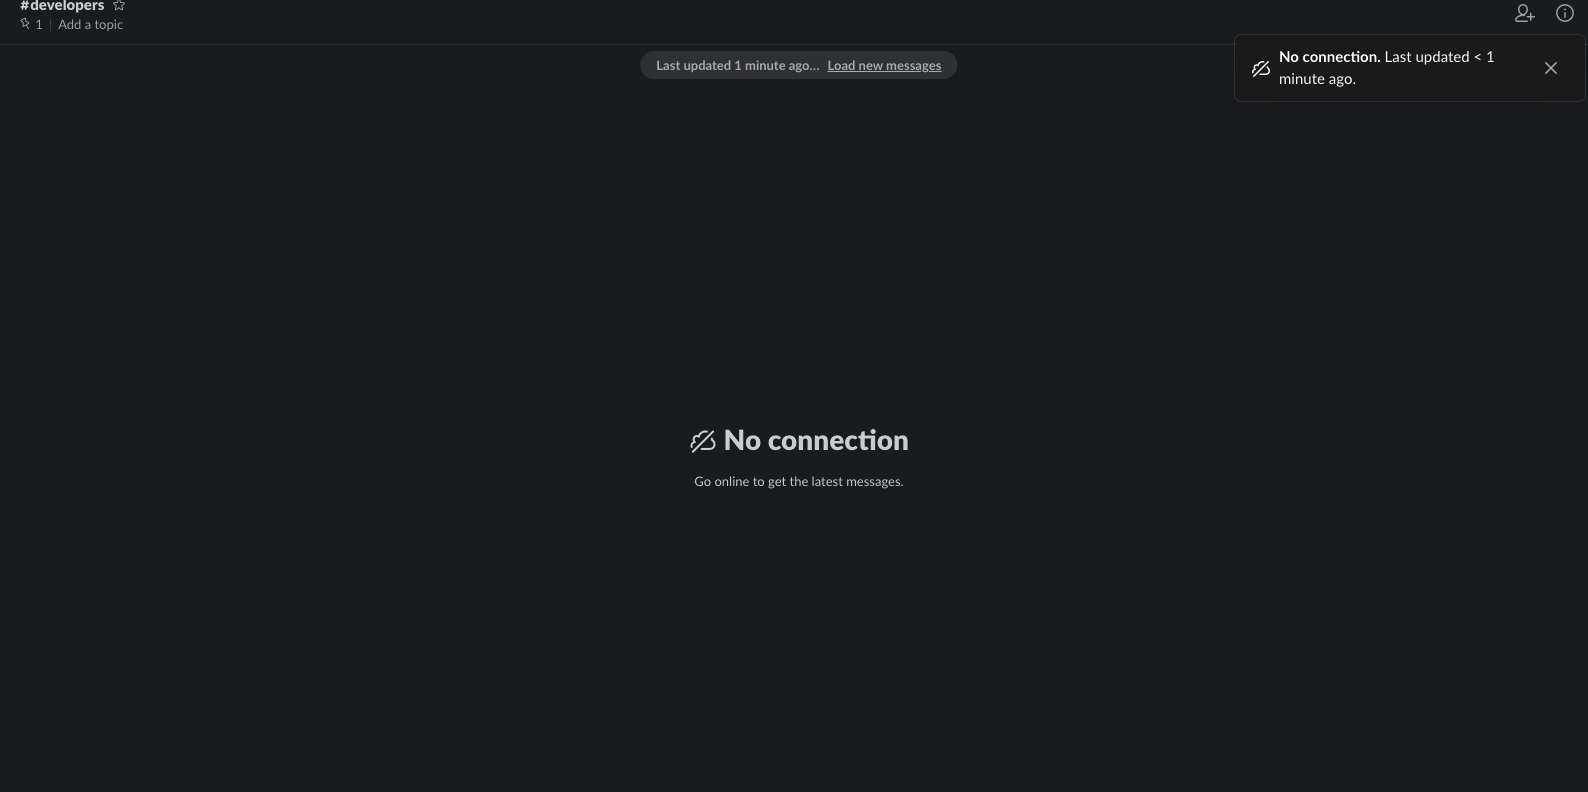 #developers
1 | Add a topic
Last updated 1 minute ago... Load new messages
No connection. Last updated < 1
minute ago.
No connection
Go online to get the latest messages.